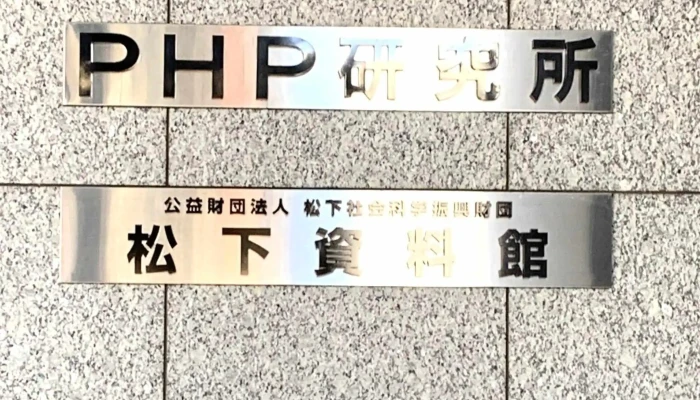 PHP研究所
公益財団法人 松下社会科学振興財団
松下資料館